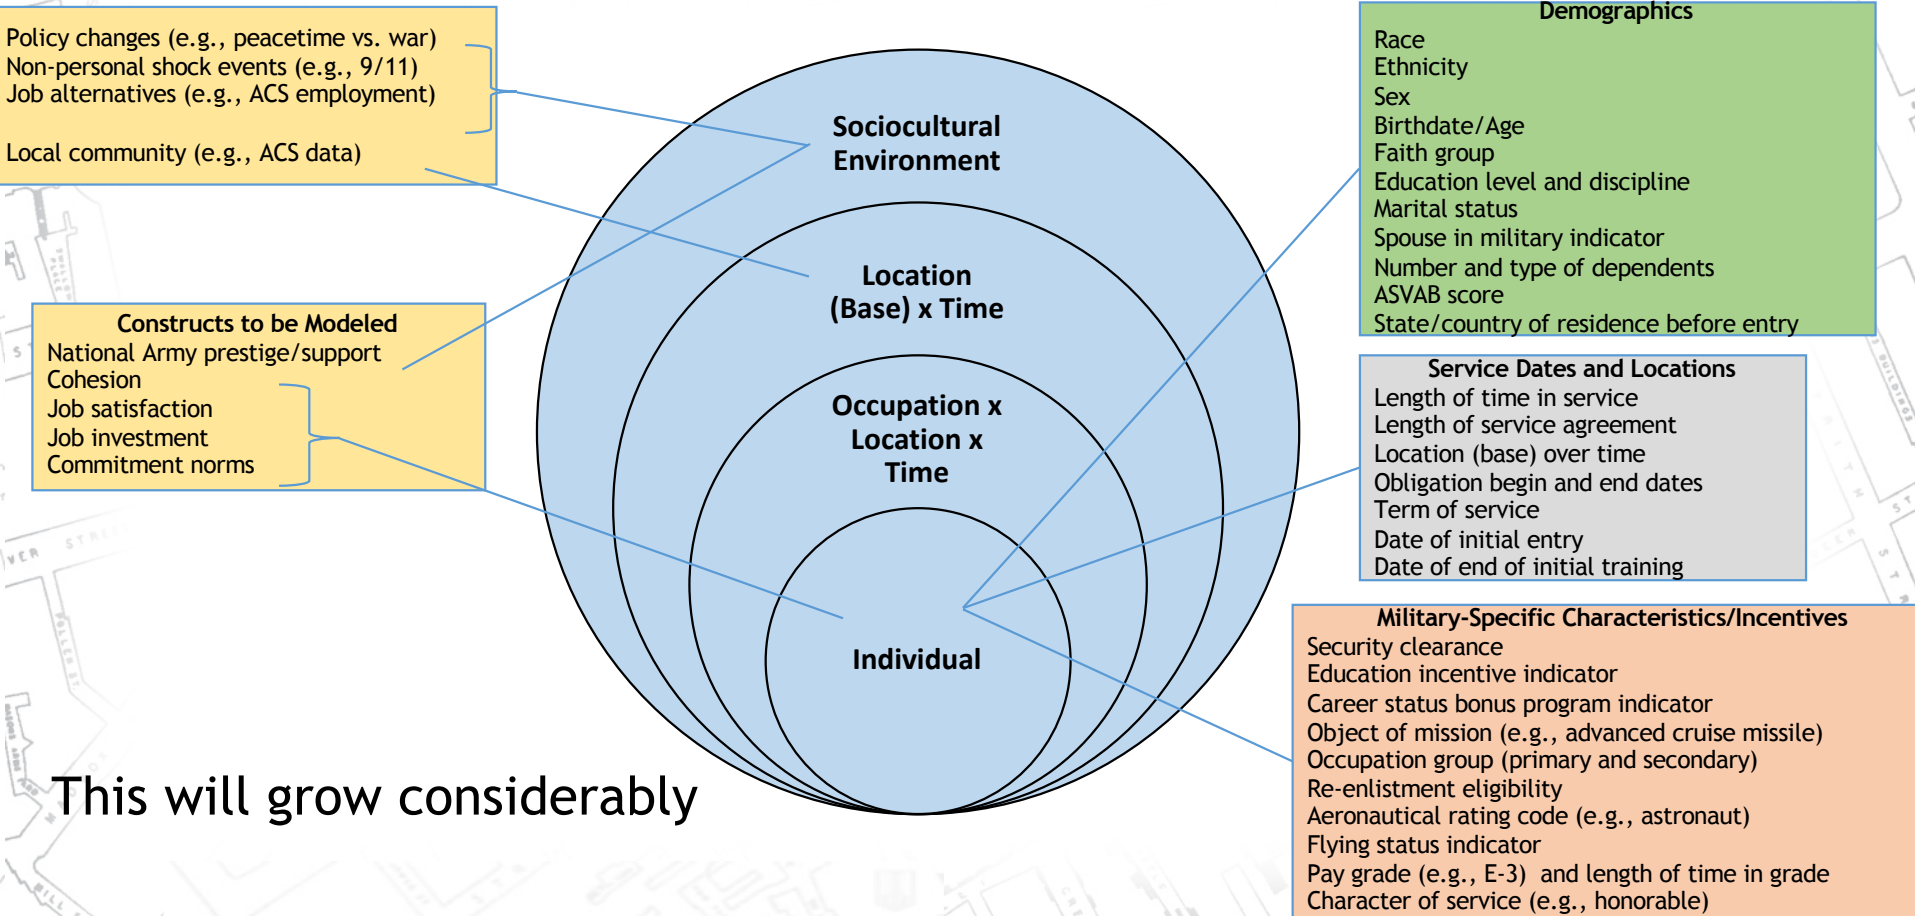 Policy changes (e.g., peacetime vs. war)
Non-personal shock events (e.g., 9/11)
Job alternatives (e.g., ACS employment)
Local community (e.g., ACS data)
Constructs to be Modeled
National Army prestige/support
Cohesion
Job satisfaction
Job investment
Commitment norms
Sociocultural
Environment
Location
(Base) x Time
Occupation x
Location x
Time
Individual
Demographics
Race
Ethnicity
Sex
Birthdate/Age
Faith group
Education level and discipline
Marital status
Spouse in military indicator
Number and type of dependents
ASVAB score
State/country of residence before entry
Service Dates and Locations
Length of time in service
Length of service agreement
Location (base) over time
Obligation begin and end dates
Term of service
Date of initial entry
Date of end of initial training
Military-Specific Characteristics/Incentives
Security clearance
Education incentive indicator
Career status bonus program indicator
Object of mission (e.g., advanced cruise missile)
Occupation group (primary and secondary)
Re-enlistment eligibility
Aeronautical rating code (e.g., astronaut)
Flying status indicator
Pay grade (e.g., E-3) and length of time in grade
Character of service (e.g., honorable)
This will grow considerably